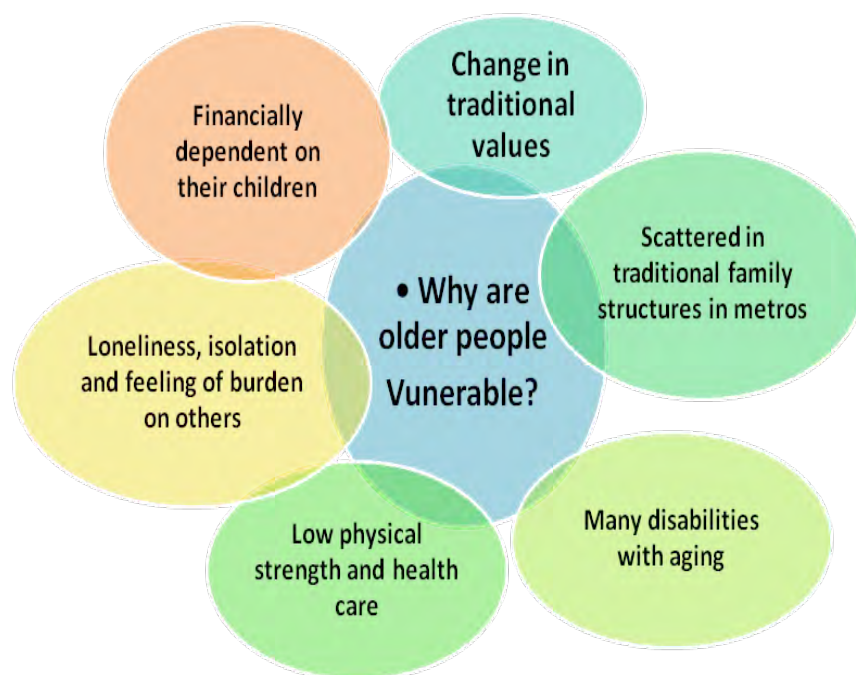 Change in
traditional
values
Scattered in
traditional family
structures in metros
Many disabilities
with aging
Low physical
strength and health
care
Loneliness, isolation
and feeling of burden
on others
Financially
dependent on
their children
• Why are
older people
Vunerable?